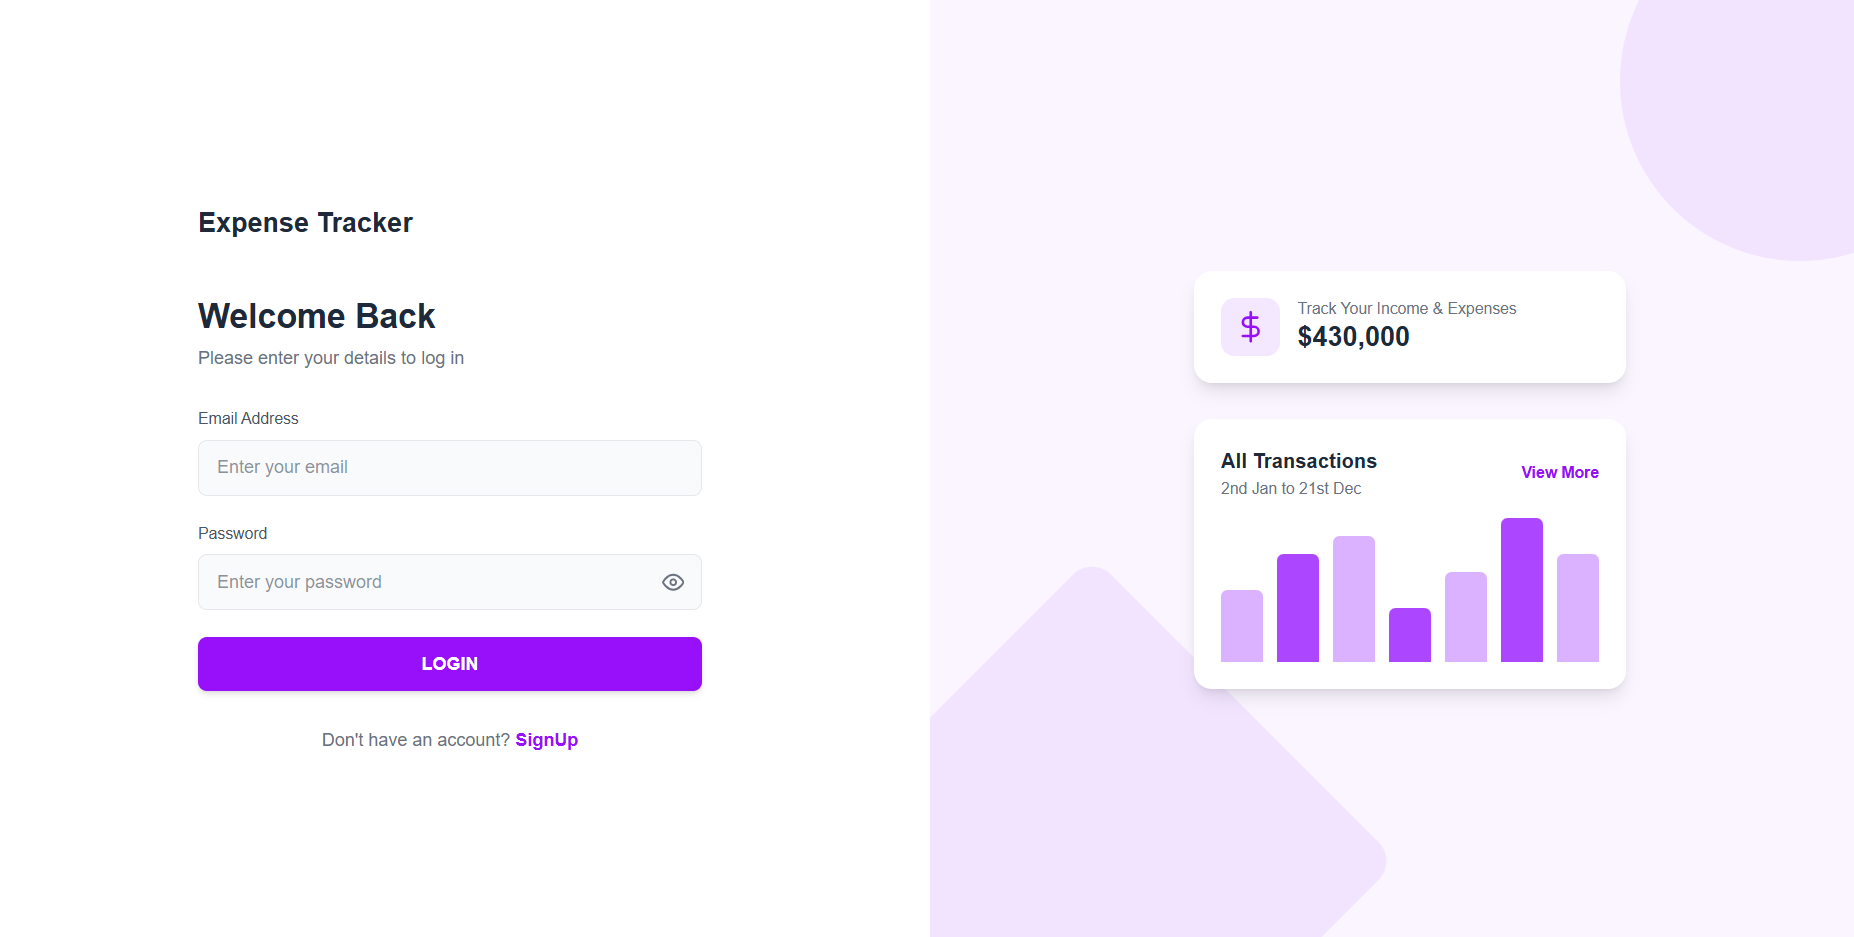 Expense Tracker
Welcome Back
Please enter your details to log in
Email Address
Enter your email
Password
Enter your password
LOGIN
Don't have an account? SignUp
Track Your Income & Expenses
$430,000
All Transactions
2nd Jan to 21st Dec
View More